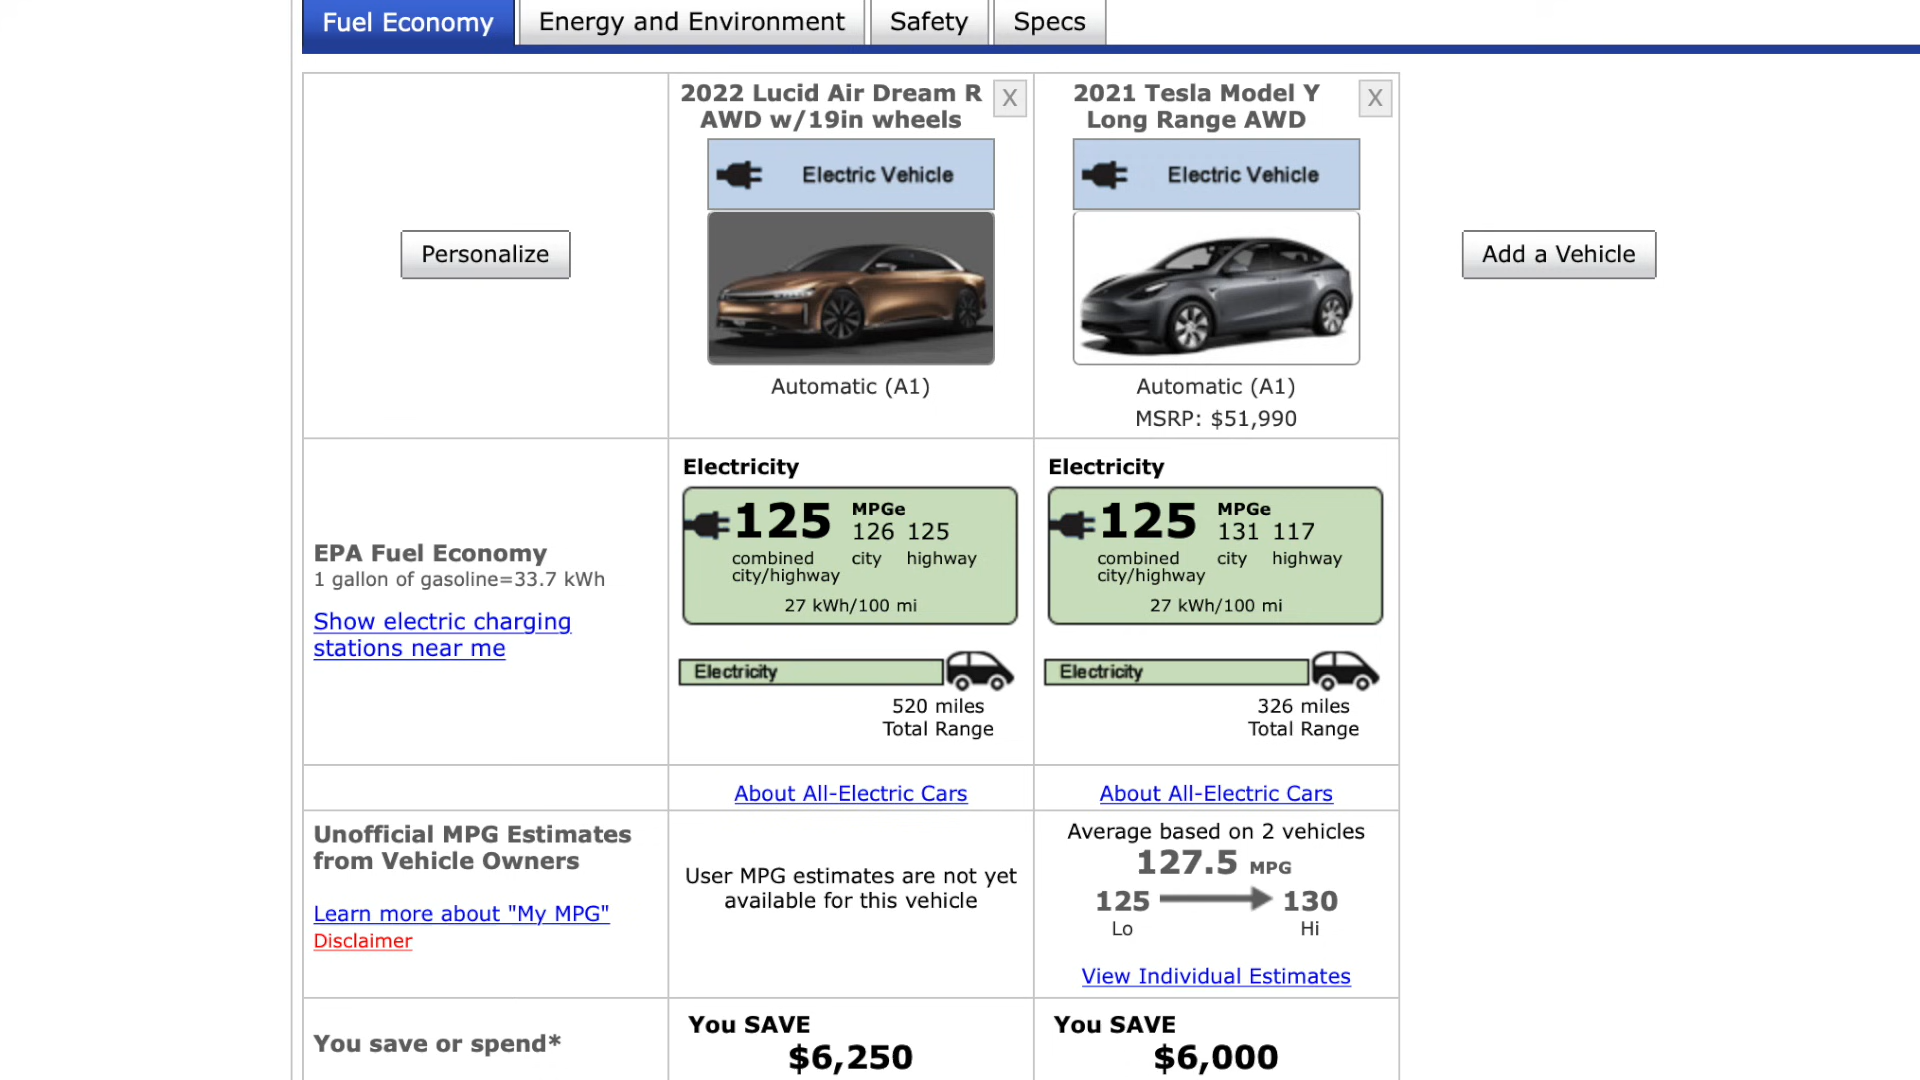 Fuel Economy
Energy and Environment
Safety
Specs
2022 Lucid Air Dream R
AWD w/19in wheels
X
2021 Tesla Model Y
Long Range AWD
X
Electric Vehicle
Electric Vehicle
Personalize
Add a Vehicle
Automatic (A1)
Automatic (A1)
MSRP: $51,990
EPA Fuel Economy
1 gallon of gasoline=33.7 kWh
Show electric charging
stations near me
Electricity
125
MPGe
126 125
combined
city/highway
city highway
27 kWh/100 mi
Electricity
520 miles
Total Range
Electricity
125
MPGe
131 117
combined
city/highway
city highway
27 kWh/100 mi
Electricity
326 miles
Total Range
About All-Electric Cars
About All-Electric Cars
Unofficial MPG Estimates
from Vehicle Owners
Learn more about "My MPG"
Disclaimer
User MPG estimates are not yet
available for this vehicle
Average based on 2 vehicles
127.5 MPG
125 130
Lo Hi
View Individual Estimates
You save or spend*
You SAVE
$6,250
You SAVE
$6,000